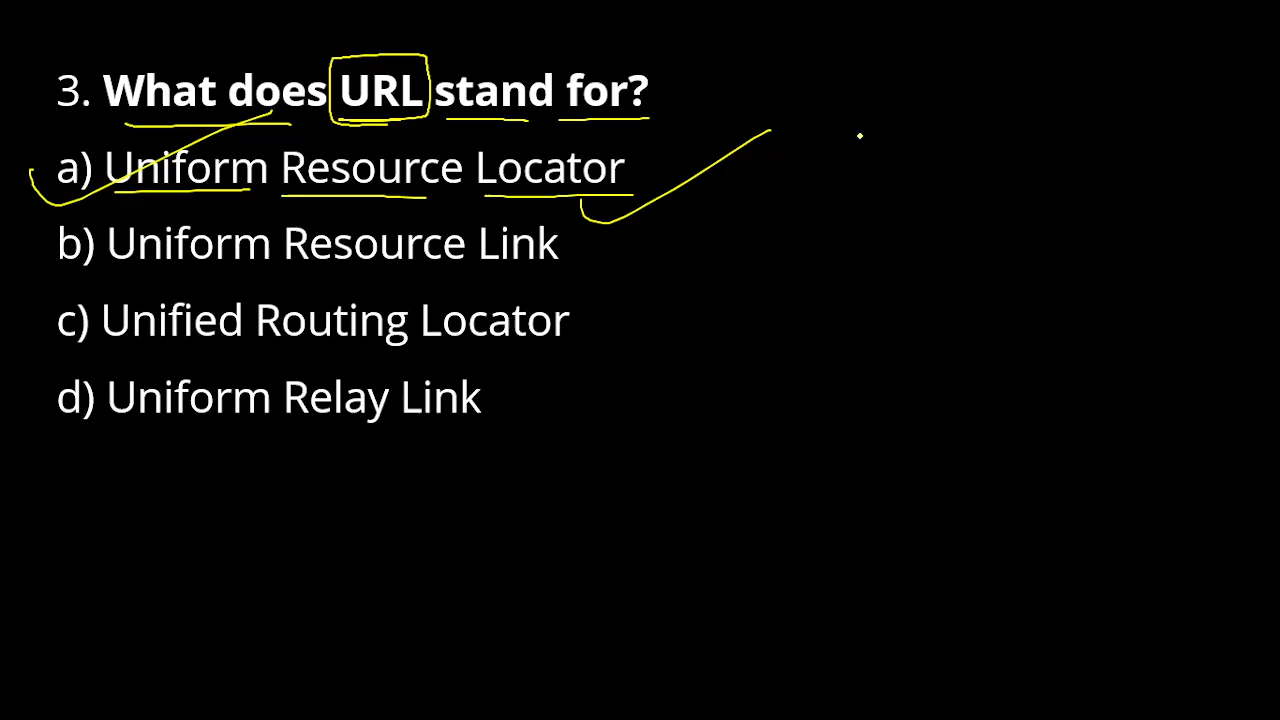 3. What does URL stand for?
a) Uniform Resource Locator
b) Uniform Resource Link
c) Unified Routing Locator
d) Uniform Relay Link